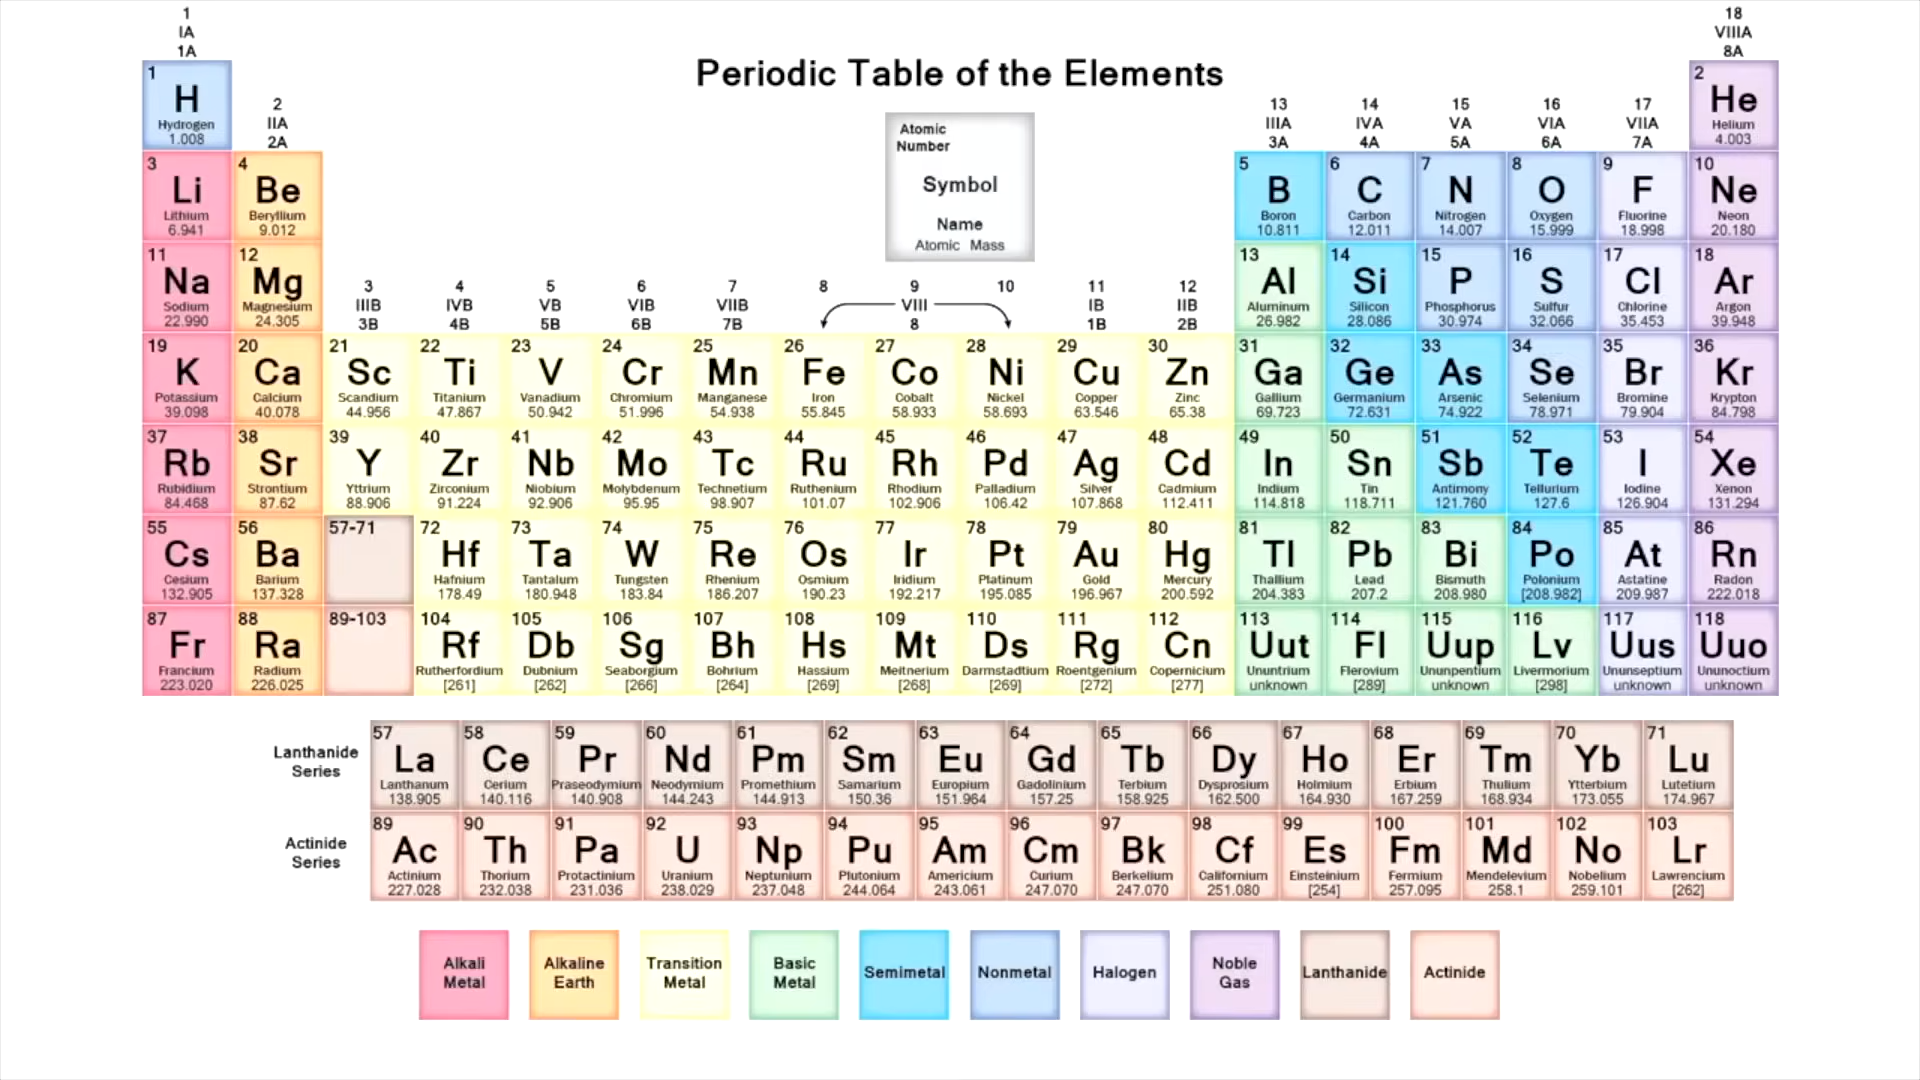 1
IA
1A
18
VIIIA
8A
Periodic Table of the Elements
1
H
Hydrogen
1.008
2
IIA
2A
Atomic
Number
Symbol
Name
Atomic Mass
13
IIIA
3A
14
IVA
4A
15
VA
5A
16
VIA
6A
17
VIIA
7A
2
He
Helium
4.003
3
Li
Lithium
6.941
4
Be
Beryllium
9.012
5
B
Boron
10.811
6
C
Carbon
12.011
7
N
Nitrogen
14.007
8
O
Oxygen
15.999
9
F
Fluorine
18.998
10
Ne
Neon
20.180
11
Na
Sodium
22.990
12
Mg
Magnesium
24.305
3
IIIB
3B
4
IVB
4B
5
VB
5B
6
VIB
6B
7
VIIB
7B
8
9
10
VIII
8
11
IB
1B
12
IIB
2B
13
Al
Aluminum
26.982
14
Si
Silicon
28.086
15
P
Phosphorus
30.974
16
S
Sulfur
32.066
17
Cl
Chlorine
35.453
18
Ar
Argon
39.948
19
K
Potassium
39.098
20
Ca
Calcium
40.078
21
Sc
Scandium
44.956
22
Ti
Titanium
47.867
23
V
Vanadium
50.942
24
Cr
Chromium
51.996
25
Mn
Manganese
54.938
26
Fe
Iron
55.845
27
Co
Cobalt
58.933
28
Ni
Nickel
58.693
29
Cu
Copper
63.546
30
Zn
Zinc
65.38
31
Ga
Gallium
69.723
32
Ge
Germanium
72.631
33
As
Arsenic
74.922
34
Se
Selenium
78.971
35
Br
Bromine
79.904
36
Kr
Krypton
84.798
37
Rb
Rubidium
84.468
38
Sr
Strontium
87.62
39
Y
Yttrium
88.906
40
Zr
Zirconium
91.224
41
Nb
Niobium
92.906
42
Mo
Molybdenum
95.95
43
Tc
Technetium
98.907
44
Ru
Ruthenium
101.07
45
Rh
Rhodium
102.906
46
Pd
Palladium
106.42
47
Ag
Silver
107.868
48
Cd
Cadmium
112.411
49
In
Indium
114.818
50
Sn
Tin
118.711
51
Sb
Antimony
121.760
52
Te
Tellurium
127.6
53
I
Iodine
126.904
54
Xe
Xenon
131.294
55
Cs
Cesium
132.905
56
Ba
Barium
137.328
57-71
72
Hf
Hafnium
178.49
73
Ta
Tantalum
180.948
74
W
Tungsten
183.84
75
Re
Rhenium
186.207
76
Os
Osmium
190.23
77
Ir
Iridium
192.217
78
Pt
Platinum
195.085
79
Au
Gold
196.967
80
Hg
Mercury
200.592
81
Tl
Thallium
204.383
82
Pb
Lead
207.2
83
Bi
Bismuth
208.980
84
Po
Polonium
[208.982]
85
At
Astatine
209.987
86
Rn
Radon
222.018
87
Fr
Francium
223.020
88
Ra
Radium
226.025
89-103
104
Rf
Rutherfordium
[261]
105
Db
Dubnium
[262]
106
Sg
Seaborgium
[266]
107
Bh
Bohrium
[264]
108
Hs
Hassium
[269]
109
Mt
Meitnerium
[268]
110
Ds
Darmstadtium
[269]
111
Rg
Roentgenium
[272]
112
Cn
Copernicium
[277]
113
Uut
Ununtrium
unknown
114
Fl
Flerovium
[289]
115
Uup
Ununpentium
unknown
116
Lv
Livermorium
[298]
117
Uus
Ununseptium
unknown
118
Uuo
Ununoctium
unknown
Lanthanide
Series
57
La
Lanthanum
138.905
58
Ce
Cerium
140.116
59
Pr
Praseodymium
140.908
60
Nd
Neodymium
144.243
61
Pm
Promethium
144.913
62
Sm
Samarium
150.36
63
Eu
Europium
151.964
64
Gd
Gadolinium
157.25
65
Tb
Terbium
158.925
66
Dy
Dysprosium
162.500
67
Ho
Holmium
164.930
68
Er
Erbium
167.259
69
Tm
Thulium
168.934
70
Yb
Ytterbium
173.055
71
Lu
Lutetium
174.967
Actinide
Series
89
Ac
Actinium
227.028
90
Th
Thorium
232.038
91
Pa
Protactinium
231.036
92
U
Uranium
238.029
93
Np
Neptunium
237.048
94
Pu
Plutonium
244.064
95
Am
Americium
243.061
96
Cm
Curium
247.070
97
Bk
Berkelium
247.070
98
Cf
Californium
251.080
99
Es
Einsteinium
[254]
100
Fm
Fermium
257.095
101
Md
Mendelevium
258.1
102
No
Nobelium
259.101
103
Lr
Lawrencium
[262]
Alkali
Metal
Alkaline
Earth
Transition
Metal
Basic
Metal
Semimetal
Nonmetal
Halogen
Noble
Gas
Lanthanide
Actinide